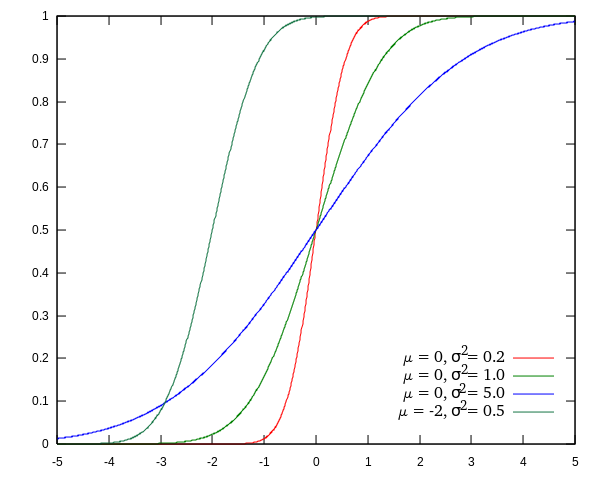 1
0.9
0.8
0.7
0.6
0.5
0.4
0.3
0.2
0.1
0
μ = 0, σ²= 0.2
μ = 0, σ²= 1.0
μ = 0, σ²= 5.0
μ = -2, σ²= 0.5
-5 -4 -3 -2 -1 0 1 2 3 4 5